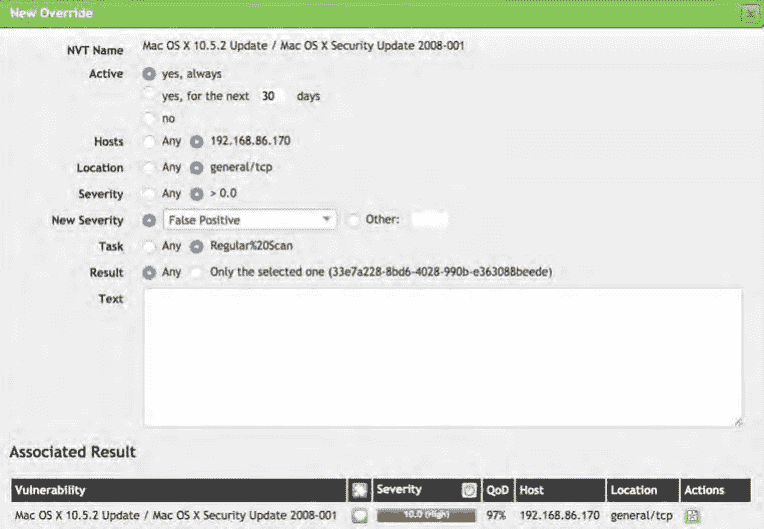 New Override
NVT Name Mac OS X 10.5.2 Update / Mac OS X Security Update 2008-001
Active yes, always
yes, for the next 30 days
no
Hosts Any 192.168.86.170
Location Any general/tcp
Severity Any > 0.0
New Severity False Positive Other:
Task Any Regular%20Scan
Result Any Only the selected one (33e7a228-8bd6-4028-990b-e363088beede)
Text
Associated Result
Vulnerability Severity QoD Host Location Actions
Mac OS X 10.5.2 Update / Mac OS X Security Update 2008-001 10.0 (High) 97% 192.168.86.170 general/tcp